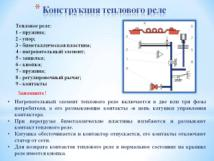 * Конструкция теплового реле
Тепловое реле:
1 - пружина;
2 - упор;
3 - биметаллическая пластина;
4 - нагревательный элемент;
5 - защелка;
6 - кнопка;
7 - пружина;
8 - регулировочный рычаг;
9 - контакты
Запомните!
• Нагревательный элемент теплового реле включается в две или три фазы
потребителя, а его размыкающие контакты -в цепь катушки управления
контактора.
• При перегрузке биметаллические пластины изгибаются и размыкают
контакт теплового реле.
• Катушка обесточивается и контактор отпускается, его контакты отключают
статор от сети.
• Для возврата контактов теплового реле в нормальное состояние на крышке
реле имеется кнопка.